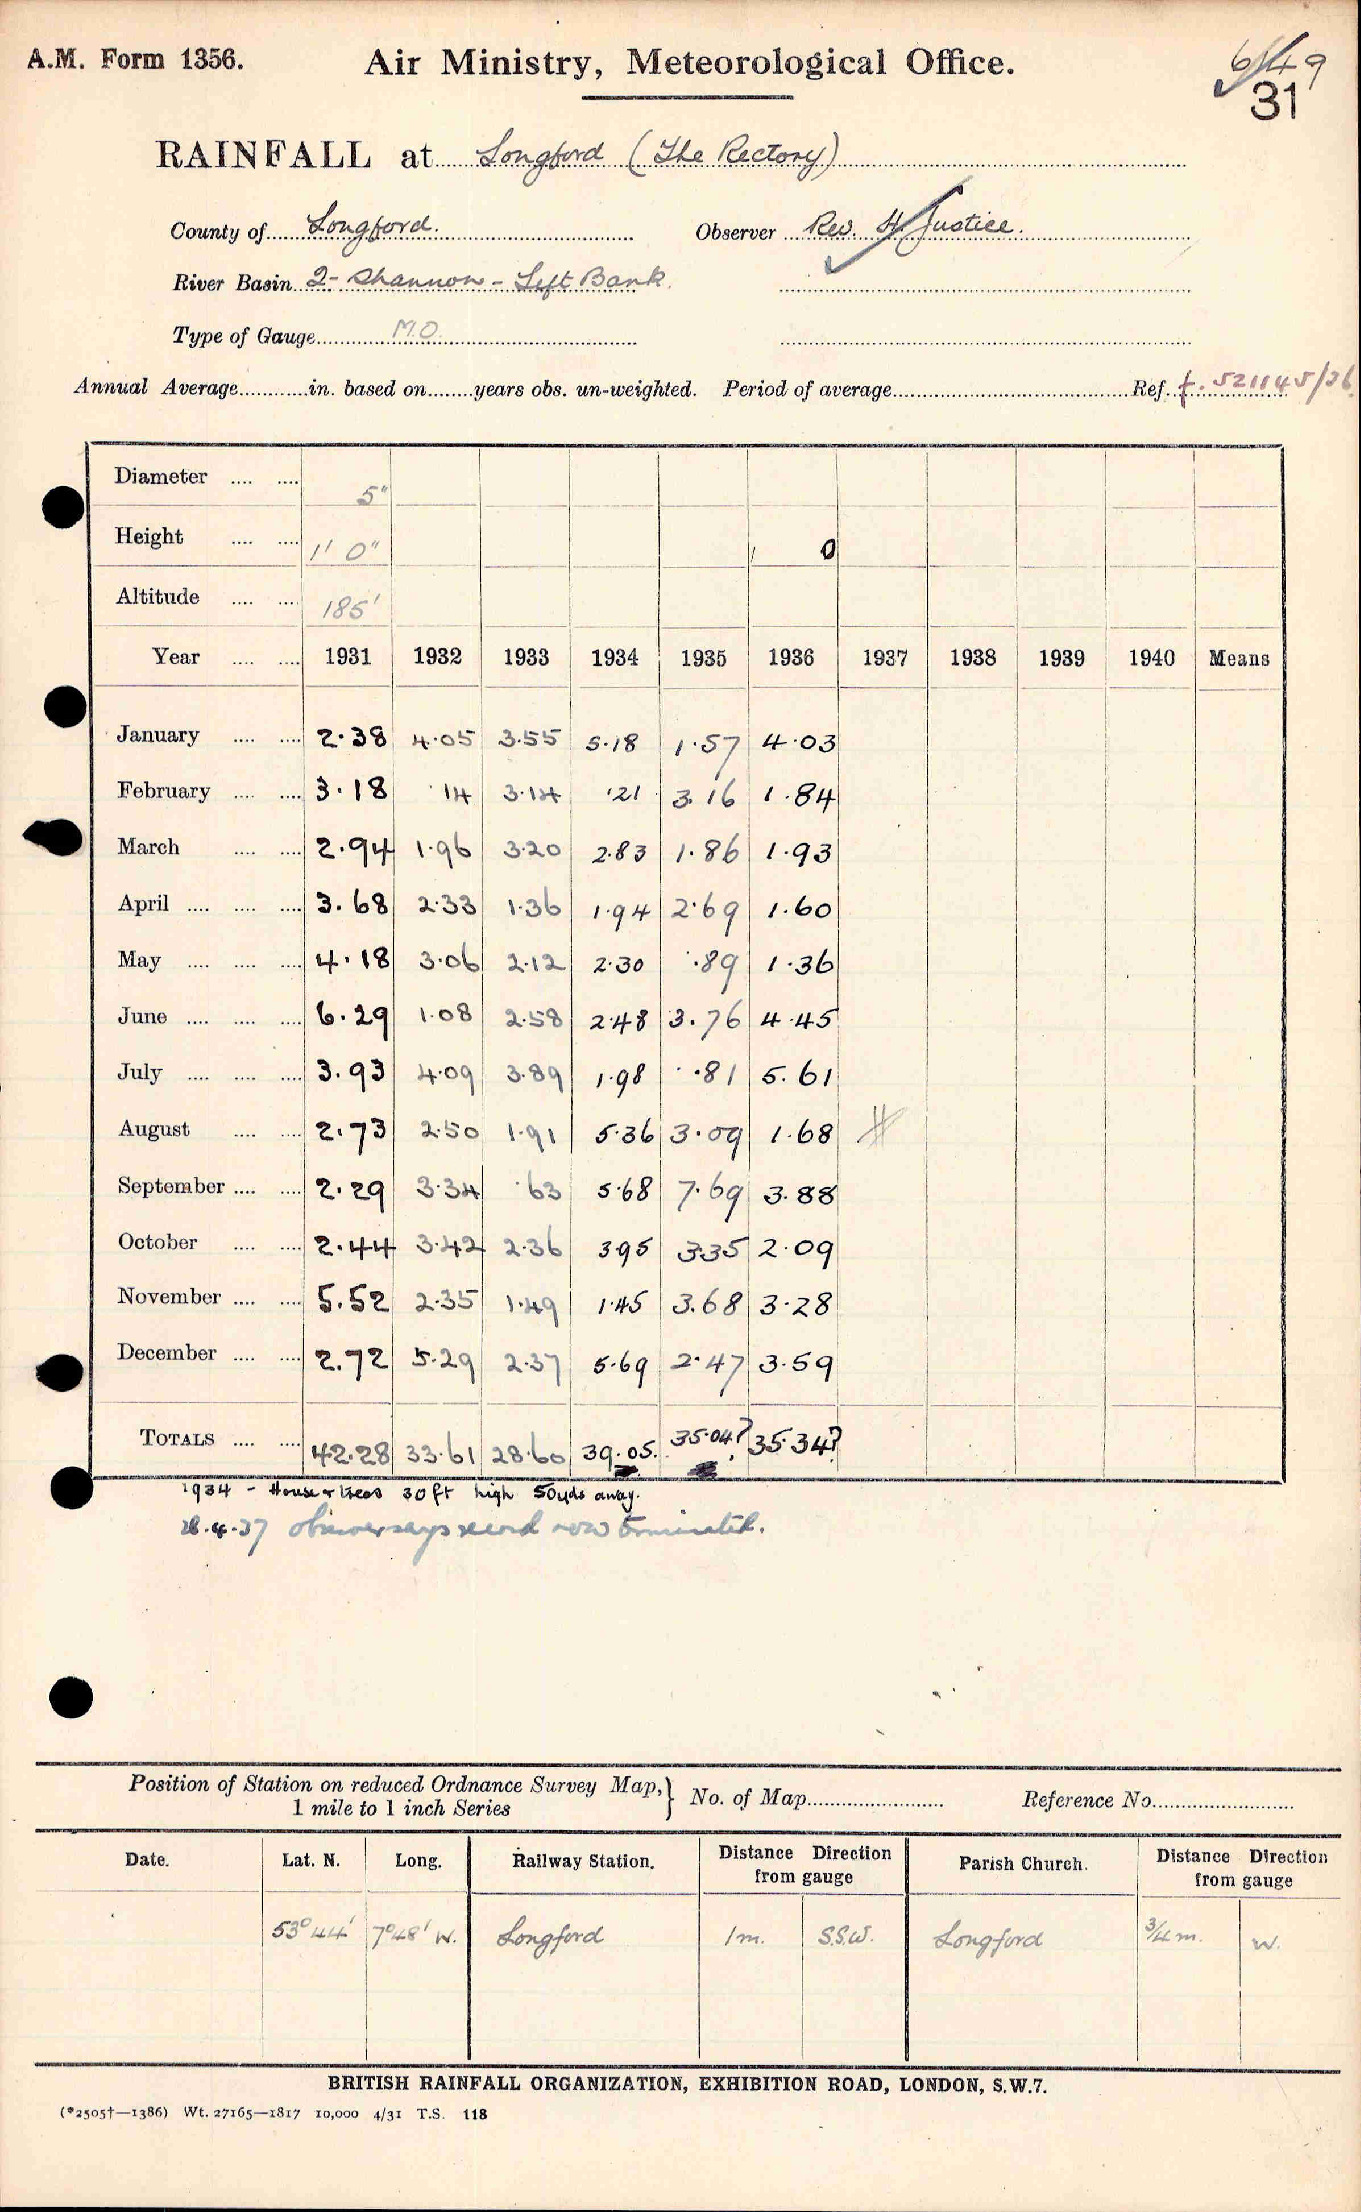 A.M. Form 1356.
Air Ministry, Meteorological Office.
6/49
31
RAINFALL at Longford (The Rectory)
County of Longford. Observer Rev. H. Justice.
River Basin 2- Shannon - Left Bank.
Type of Gauge M.O.
Annual Average in. based on years obs. un-weighted. Period of average Ref. f. 521145/36
Diameter 5"
Height 1' 0" 1 0
Altitude 185'
Year 1931 1932 1933 1934 1935 1936 1937 1938 1939 1940 Means
January 2.38 4.05 3.55 5.18 1.57 4.03
February 3.18 .14 3.14 .21 3.16 1.84
March 2.94 1.96 3.20 2.83 1.86 1.93
April 3.68 2.33 1.36 1.94 2.69 1.60
May 4.18 3.06 2.12 2.30 .89 1.36
June 6.29 1.08 2.58 2.48 3.76 4.45
July 3.93 4.09 3.89 1.98 .81 5.61
August 2.73 2.50 1.91 5.36 3.09 1.68
September 2.29 3.34 .63 5.68 7.69 3.88
October 2.44 3.42 2.36 3.95 3.35 2.09
November 5.52 2.35 1.49 1.45 3.68 3.28
December 2.72 5.29 2.37 5.69 2.47 3.59
TOTALS 42.28 33.61 28.60 39.05. 35.04? 35.34?
1934 - House & trees 30 ft high 50 yds away.
28.4.37 observer says record now terminated.
Position of Station on reduced Ordnance Survey Map, } No. of Map Reference No.
1 mile to 1 inch Series
Date. Lat. N. Long. Railway Station. Distance Direction from gauge Parish Church. Distance Direction from gauge
53° 44' 7° 48' W. Longford 1m. S.S.W. Longford 3/4 m. W.
BRITISH RAINFALL ORGANIZATION, EXHIBITION ROAD, LONDON, S.W.7.
(*2505†—1386) Wt. 27165—1817 10,000 4/31 T.S. 118